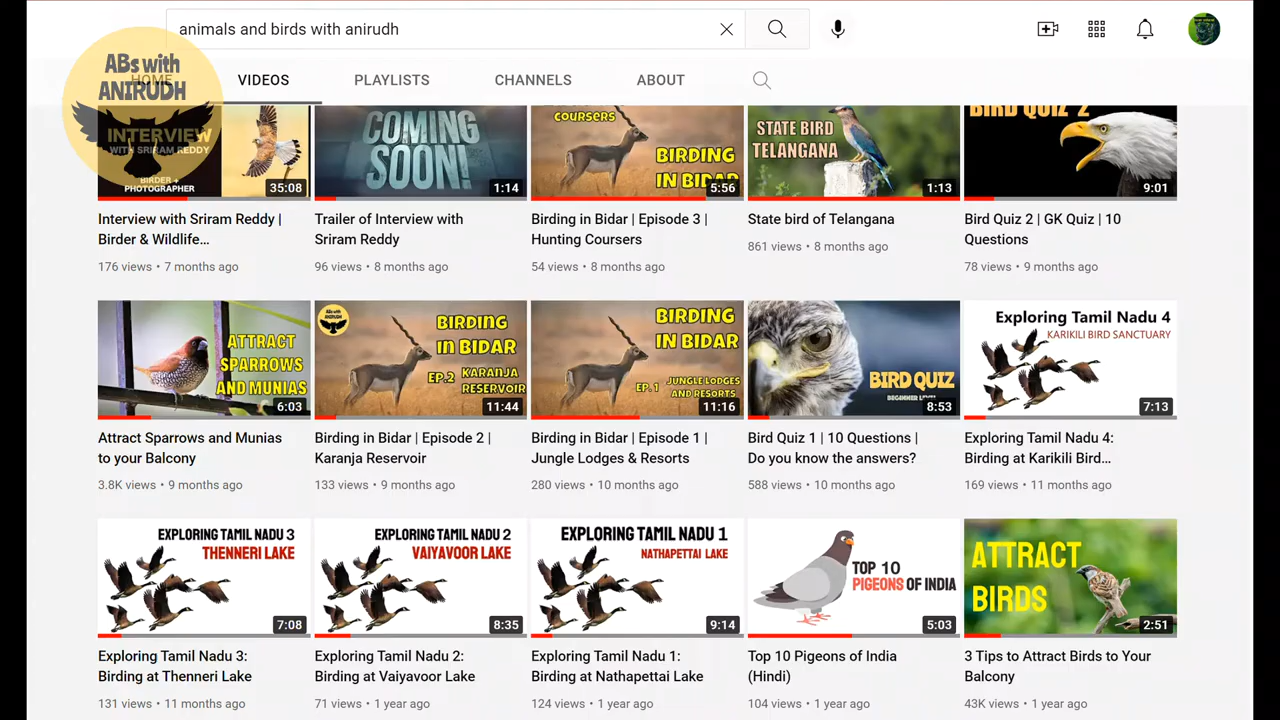 animals and birds with anirudh
ABs with
ANIRUDH
HOME
VIDEOS
PLAYLISTS
CHANNELS
ABOUT
INTERVIEW
WITH SRIRAM REDDY
BIRDER +
PHOTOGRAPHER
35:08
COMING
SOON!
1:14
COURSERS
BIRDING
IN BIDAR
5:56
STATE BIRD
TELANGANA
1:13
BIRD QUIZ 2
9:01
Interview with Sriram Reddy |
Birder & Wildlife...
176 views • 7 months ago
Trailer of Interview with
Sriram Reddy
96 views • 8 months ago
Birding in Bidar | Episode 3 |
Hunting Coursers
54 views • 8 months ago
State bird of Telangana
861 views • 8 months ago
Bird Quiz 2 | GK Quiz | 10
Questions
78 views • 9 months ago
ATTRACT
SPARROWS
AND MUNIAS
6:03
ABs with
ANIRUDH
BIRDING
IN BIDAR
EP.2 KARANJA
RESERVOIR
11:44
BIRDING
IN BIDAR
EP.1 JUNGLE LODGES
AND RESORTS
11:16
BIRD QUIZ
BEGINNER LEVEL
8:53
Exploring Tamil Nadu 4
KARIKILI BIRD SANCTUARY
7:13
Attract Sparrows and Munias
to your Balcony
3.8K views • 9 months ago
Birding in Bidar | Episode 2 |
Karanja Reservoir
133 views • 9 months ago
Birding in Bidar | Episode 1 |
Jungle Lodges & Resorts
280 views • 10 months ago
Bird Quiz 1 | 10 Questions |
Do you know the answers?
588 views • 10 months ago
Exploring Tamil Nadu 4:
Birding at Karikili Bird...
169 views • 11 months ago
EXPLORING TAMIL NADU 3
THENNERI LAKE
7:08
EXPLORING TAMIL NADU 2
VAIYAVOOR LAKE
8:35
EXPLORING TAMIL NADU 1
NATHAPETTAI LAKE
9:14
TOP 10
PIGEONS OF INDIA
5:03
ATTRACT
BIRDS
2:51
Exploring Tamil Nadu 3:
Birding at Thenneri Lake
131 views • 11 months ago
Exploring Tamil Nadu 2:
Birding at Vaiyavoor Lake
71 views • 1 year ago
Exploring Tamil Nadu 1:
Birding at Nathapettai Lake
124 views • 1 year ago
Top 10 Pigeons of India
(Hindi)
104 views • 1 year ago
3 Tips to Attract Birds to Your
Balcony
43K views • 1 year ago